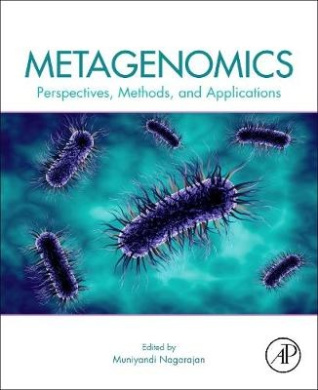 METAGENOMICS
Perspectives, Methods, and Applications
Edited by
Muniyandi Nagarajan
AP